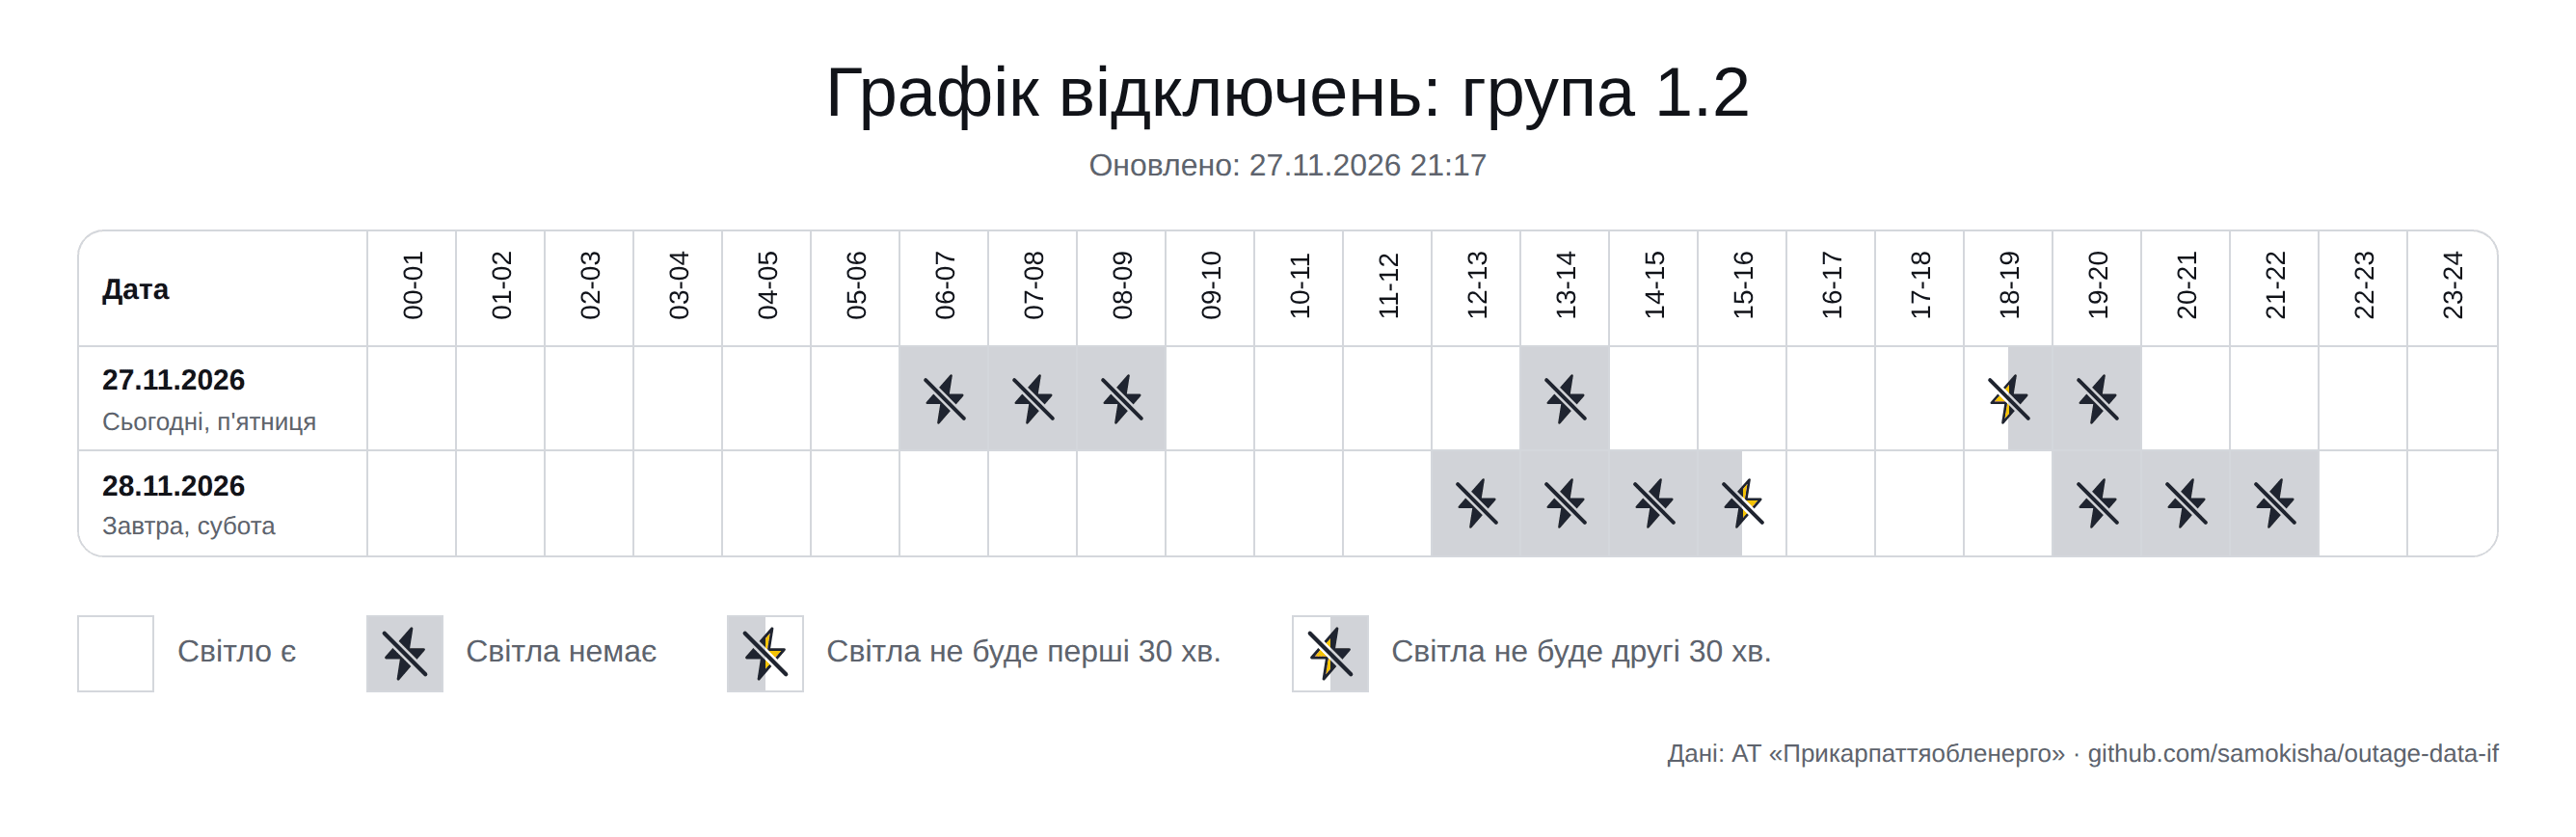 Графік відключень: група 1.2
Оновлено: 27.11.2026 21:17
Дата 00-01 01-02 02-03 03-04 04-05 05-06 06-07 07-08 08-09 09-10 10-11 11-12 12-13 13-14 14-15 15-16 16-17 17-18 18-19 19-20 20-21 21-22 22-23 23-24
27.11.2026
Сьогодні, п'ятниця
28.11.2026
Завтра, субота
Світло є Світла немає Світла не буде перші 30 хв. Світла не буде другі 30 хв.
Дані: АТ «Прикарпаттяобленерго» · github.com/samokisha/outage-data-if